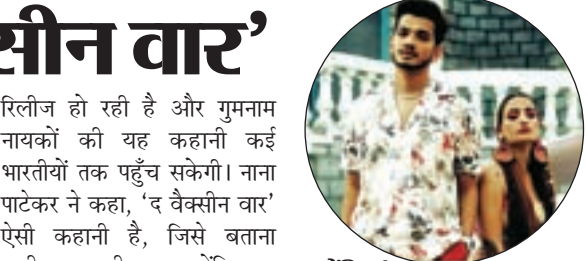 सीन वार’
रिलीज हो रही है और गुमनाम
नायकों की यह कहानी कई
भारतीयों तक पहुँच सकेगी। नाना
पाटेकर ने कहा, ‘द वैक्सीन वार’
ऐसी कहानी है, जिसे बताना